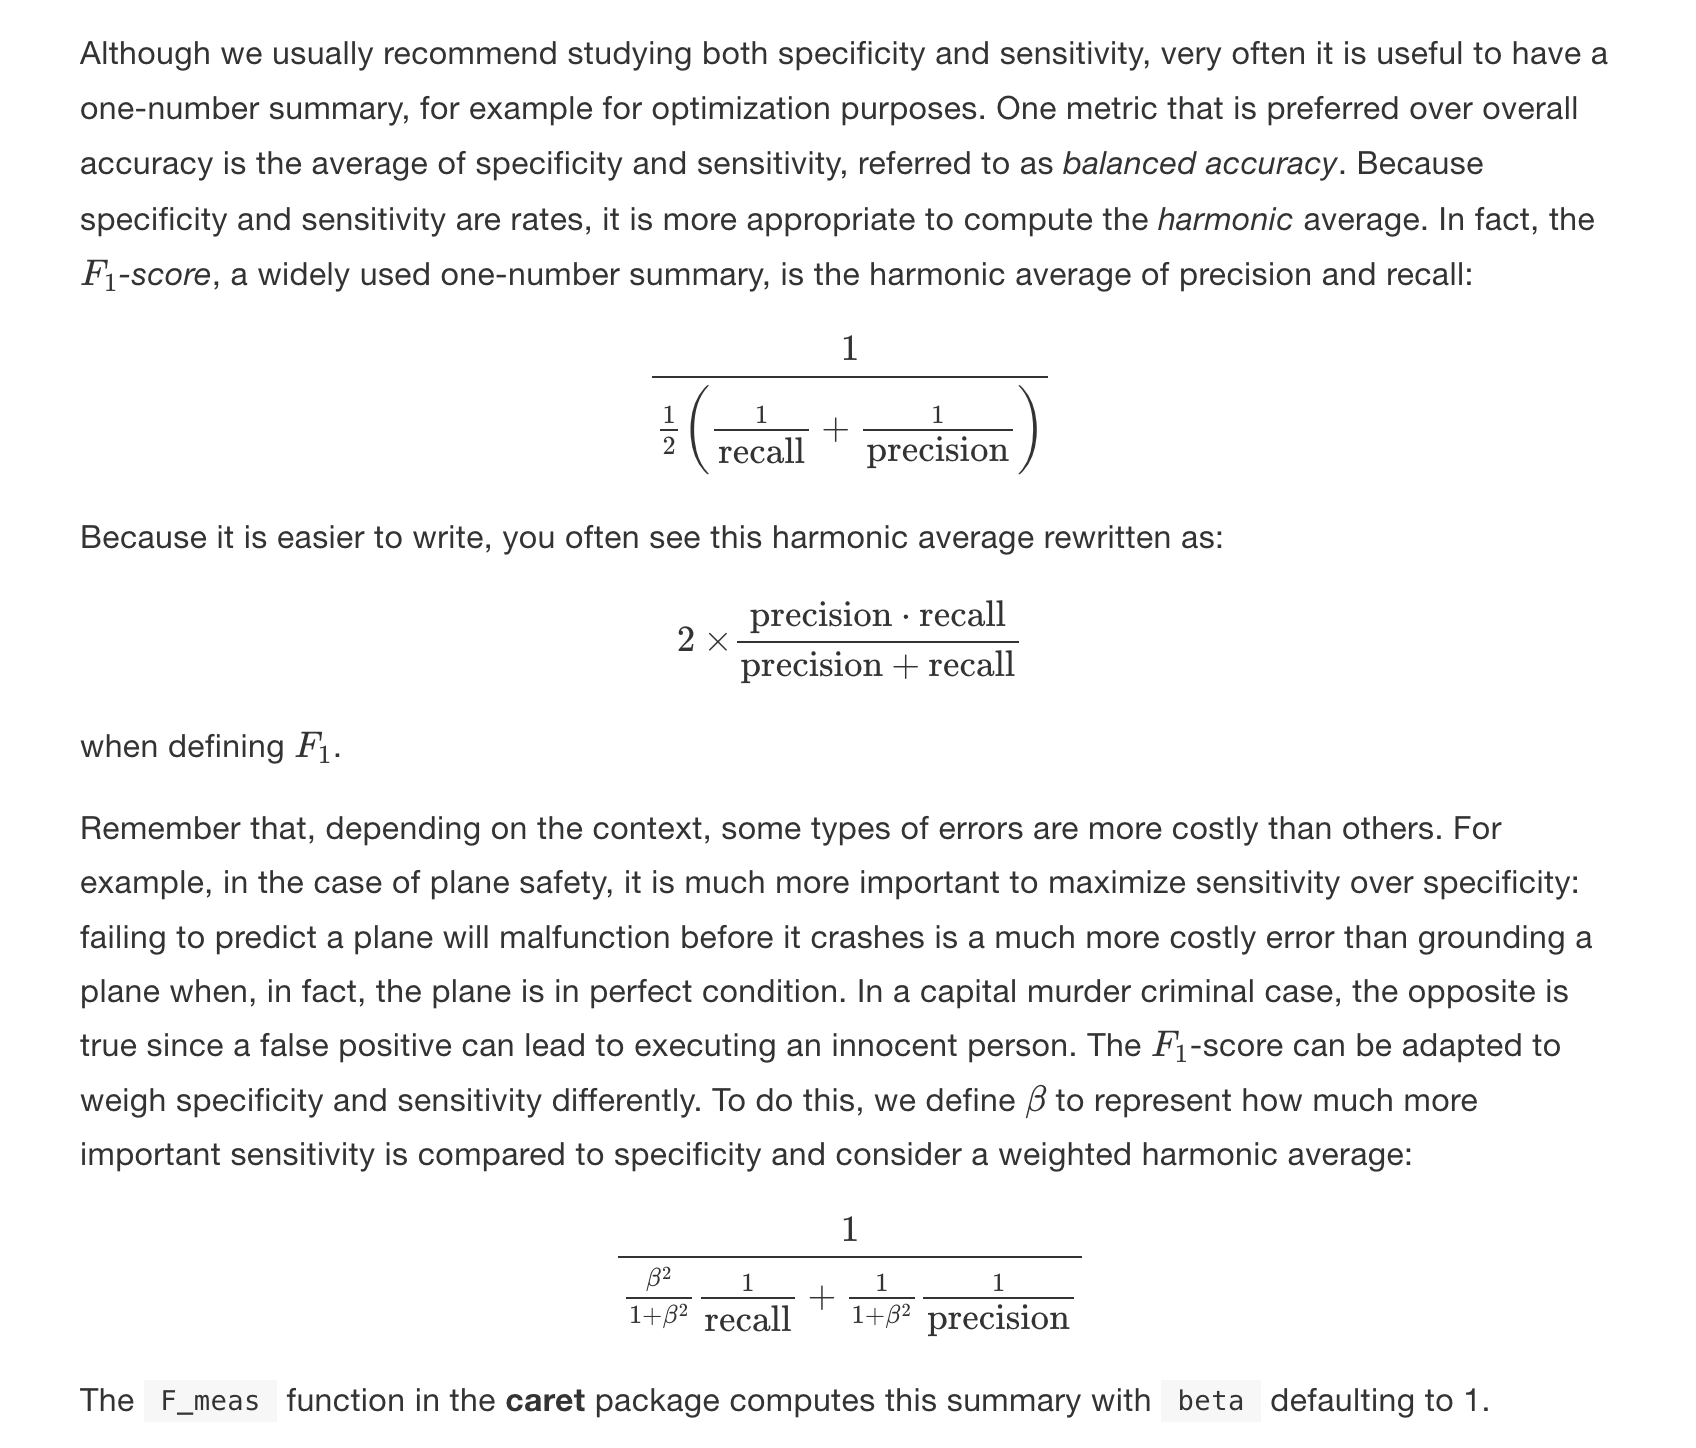 Although we usually recommend studying both specificity and sensitivity, very often it is useful to have a
one-number summary, for example for optimization purposes. One metric that is preferred over overall
accuracy is the average of specificity and sensitivity, referred to as balanced accuracy. Because
specificity and sensitivity are rates, it is more appropriate to compute the harmonic average. In fact, the
F₁-score, a widely used one-number summary, is the harmonic average of precision and recall:
\frac{1}{\frac{1}{2}\left(\frac{1}{\text{recall}} + \frac{1}{\text{precision}}\right)}
Because it is easier to write, you often see this harmonic average rewritten as:
2 \times \frac{\text{precision} \cdot \text{recall}}{\text{precision} + \text{recall}}
when defining F₁.
Remember that, depending on the context, some types of errors are more costly than others. For
example, in the case of plane safety, it is much more important to maximize sensitivity over specificity:
failing to predict a plane will malfunction before it crashes is a much more costly error than grounding a
plane when, in fact, the plane is in perfect condition. In a capital murder criminal case, the opposite is
true since a false positive can lead to executing an innocent person. The F₁-score can be adapted to
weigh specificity and sensitivity differently. To do this, we define β to represent how much more
important sensitivity is compared to specificity and consider a weighted harmonic average:
\frac{1}{\frac{\beta^2}{1+\beta^2}\frac{1}{\text{recall}} + \frac{1}{1+\beta^2}\frac{1}{\text{precision}}}
The F_meas function in the caret package computes this summary with beta defaulting to 1.